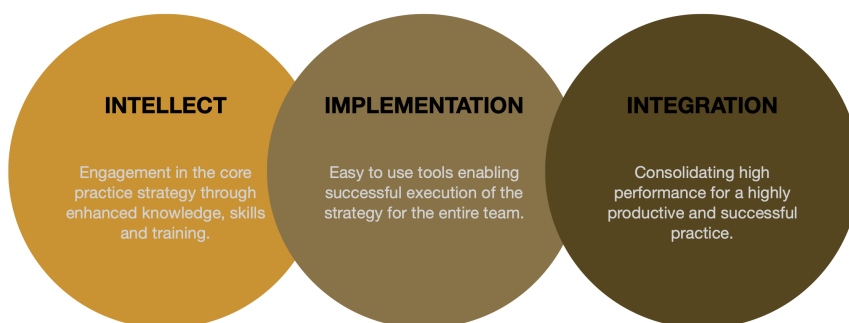 INTELLECT
Engagement in the core
practice strategy through
enhanced knowledge, skills
and training.
IMPLEMENTATION
Easy to use tools enabling
successful execution of the
strategy for the entire team.
INTEGRATION
Consolidating high
performance for a highly
productive and successful
practice.